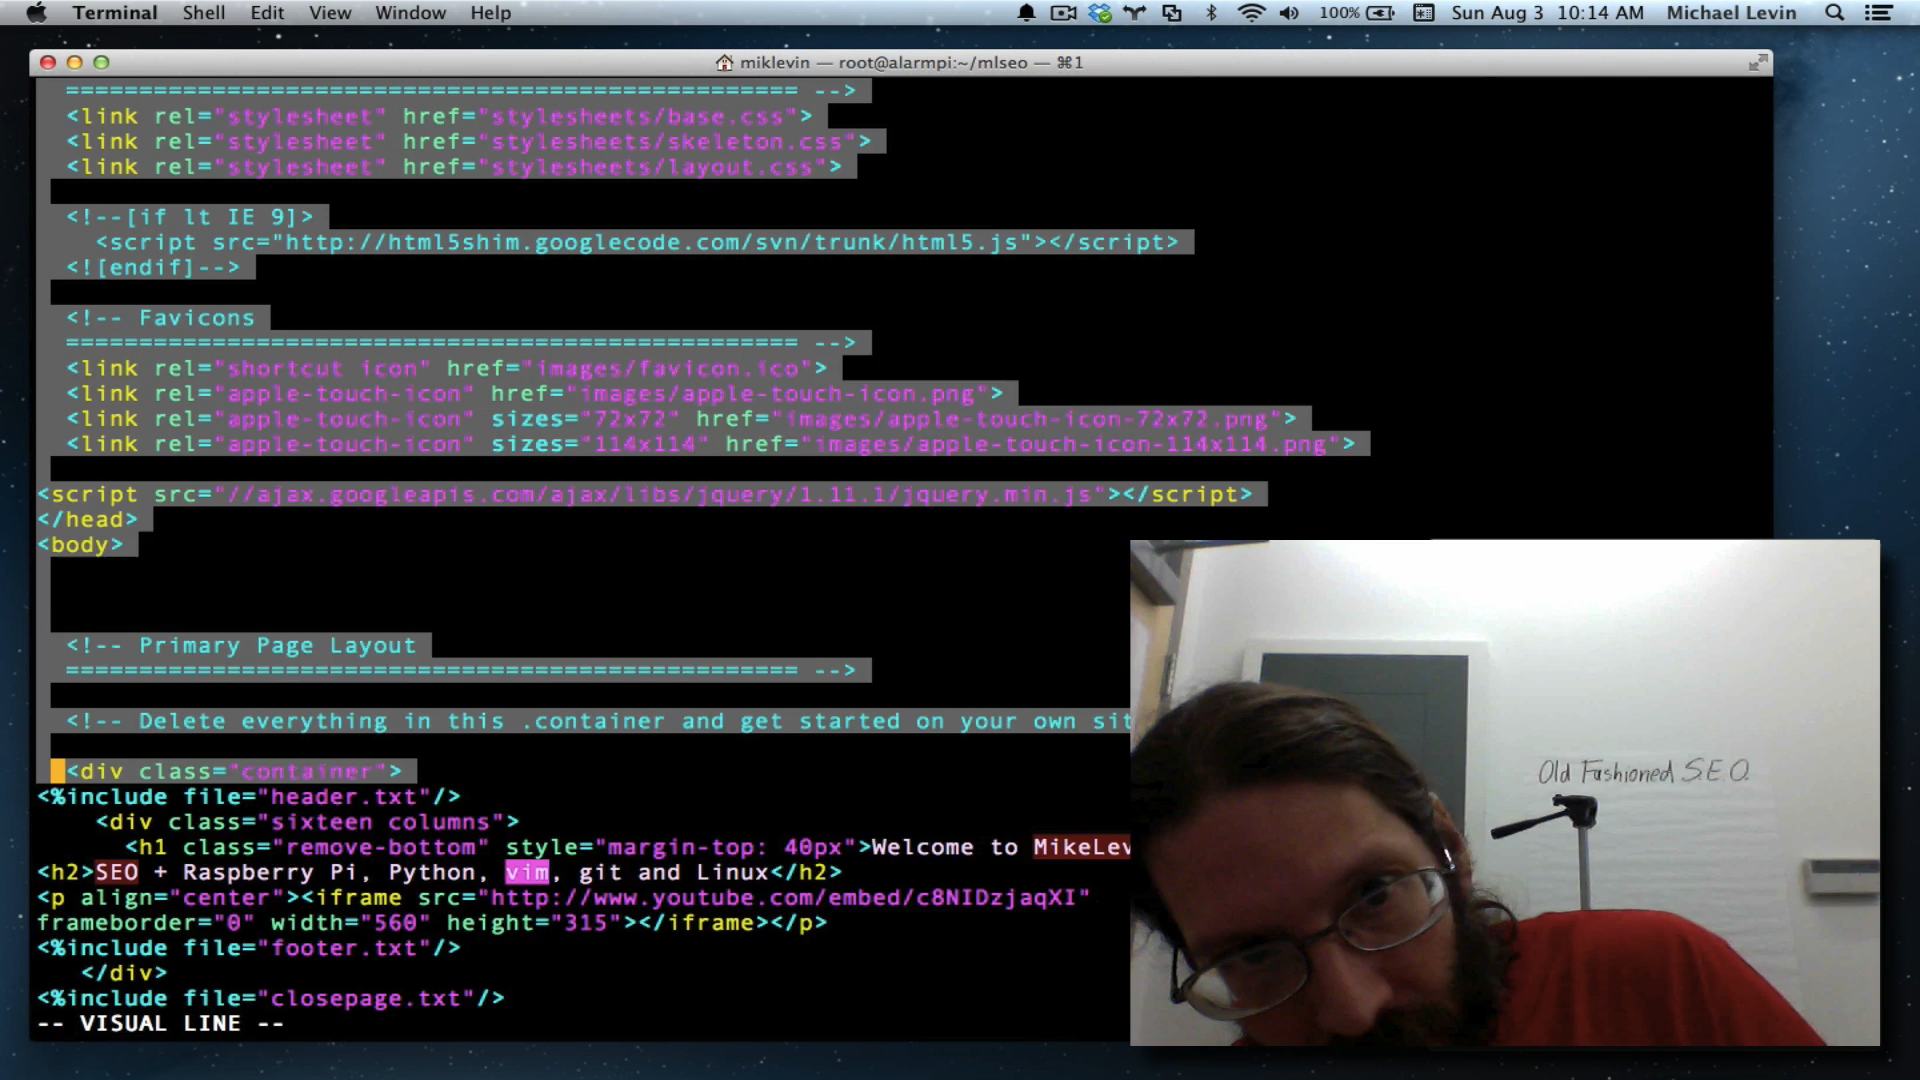 Terminal Shell Edit View Window Help 100% Sun Aug 3 10:14 AM Michael Levin
miklevin — root@alarmpi:~/mlseo — ⌘1
================================================== -->
<link rel="stylesheet" href="stylesheets/base.css">
<link rel="stylesheet" href="stylesheets/skeleton.css">
<link rel="stylesheet" href="stylesheets/layout.css">
<!--[if lt IE 9]>
<script src="http://html5shim.googlecode.com/svn/trunk/html5.js"></script>
<![endif]-->
<!-- Favicons
================================================== -->
<link rel="shortcut icon" href="images/favicon.ico">
<link rel="apple-touch-icon" href="images/apple-touch-icon.png">
<link rel="apple-touch-icon" sizes="72x72" href="images/apple-touch-icon-72x72.png">
<link rel="apple-touch-icon" sizes="114x114" href="images/apple-touch-icon-114x114.png">
<script src="//ajax.googleapis.com/ajax/libs/jquery/1.11.1/jquery.min.js"></script>
</head>
<body>
<!-- Primary Page Layout
================================================== -->
<!-- Delete everything in this .container and get started on your own sit
<div class="container">
<%include file="header.txt"/>
<div class="sixteen columns">
<h1 class="remove-bottom" style="margin-top: 40px">Welcome to MikeLev
<h2>SEO + Raspberry Pi, Python, vim, git and Linux</h2>
<p align="center"><iframe src="http://www.youtube.com/embed/c8NIDzjaqXI"
frameborder="0" width="560" height="315"></iframe></p>
<%include file="footer.txt"/>
</div>
<%include file="closepage.txt"/>
-- VISUAL LINE --
Old Fashioned S.E.O.